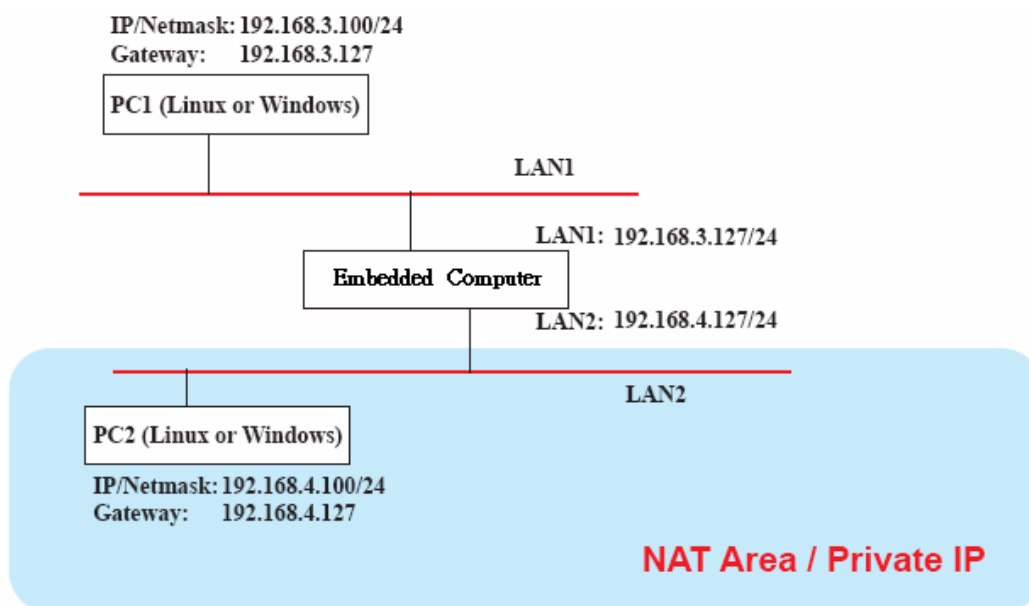 IP/Netmask: 192.168.3.100/24
Gateway: 192.168.3.127
PC1 (Linux or Windows)
LAN1
LAN1: 192.168.3.127/24
Embedded Computer
LAN2: 192.168.4.127/24
LAN2
PC2 (Linux or Windows)
IP/Netmask: 192.168.4.100/24
Gateway: 192.168.4.127
NAT Area / Private IP